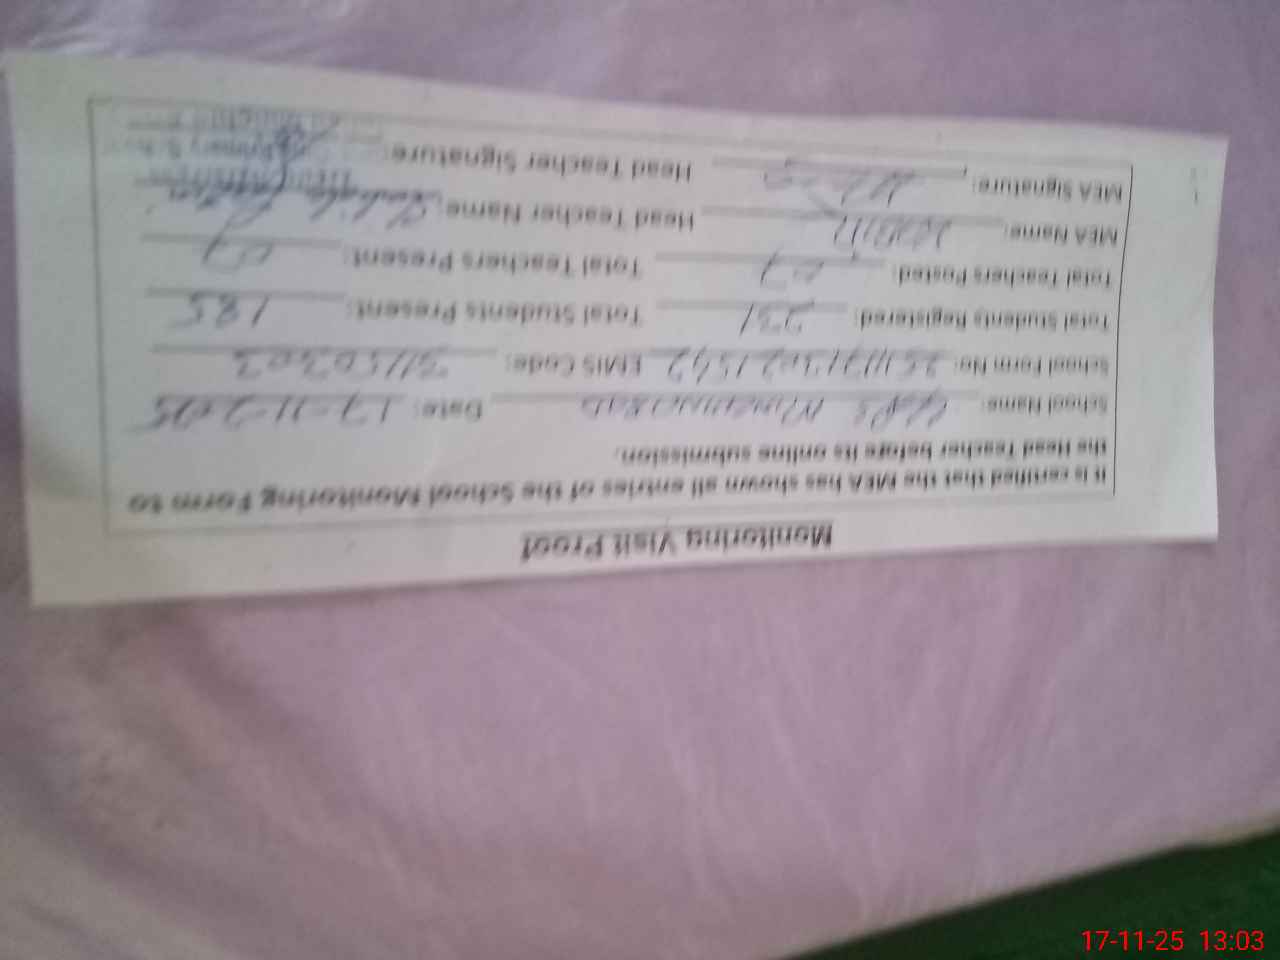 Monitoring Visit Proof
It is certified that the MEA has shown all entries of the School Monitoring Form to
the Head Teacher before its online submission.
School Name: Date: 17-11-2025
School Form No: EMIS Code: 31150303
Total Students Registered: 231 Total Students Present: 185
Total Teachers Posted: 07 Total Teachers Present: 07
MEA Name: Head Teacher Name:
MEA Signature: Head Teacher Signature:
17-11-25 13:03